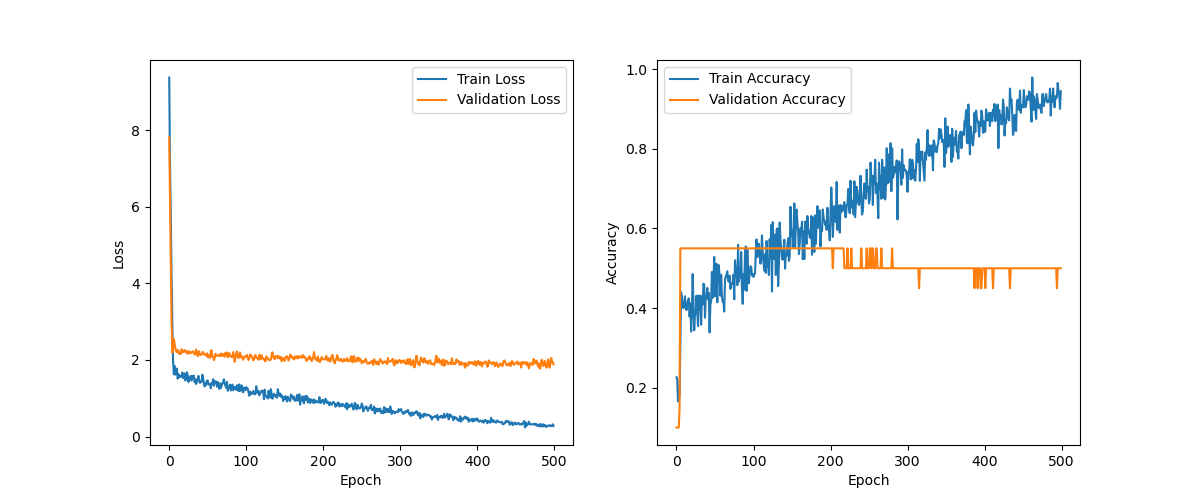 Train Loss
Validation Loss
8
6
4
2
0
Loss
0 100 200 300 400 500
Epoch
Train Accuracy
Validation Accuracy
1.0
0.8
0.6
0.4
0.2
Accuracy
0 100 200 300 400 500
Epoch